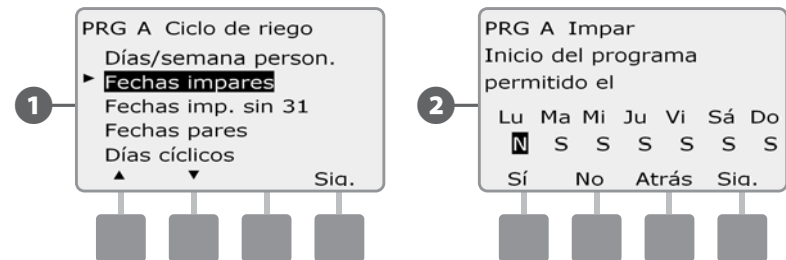 1
PRG A Ciclo de riego
Días/semana person.
Fechas impares
Fechas imp. sin 31
Fechas pares
Días cíclicos
Sig.
2
PRG A Impar
Inicio del programa
permitido el
Lu Ma Mi Ju Vi Sá Do
N S S S S S S
Sí No Atrás Sig.